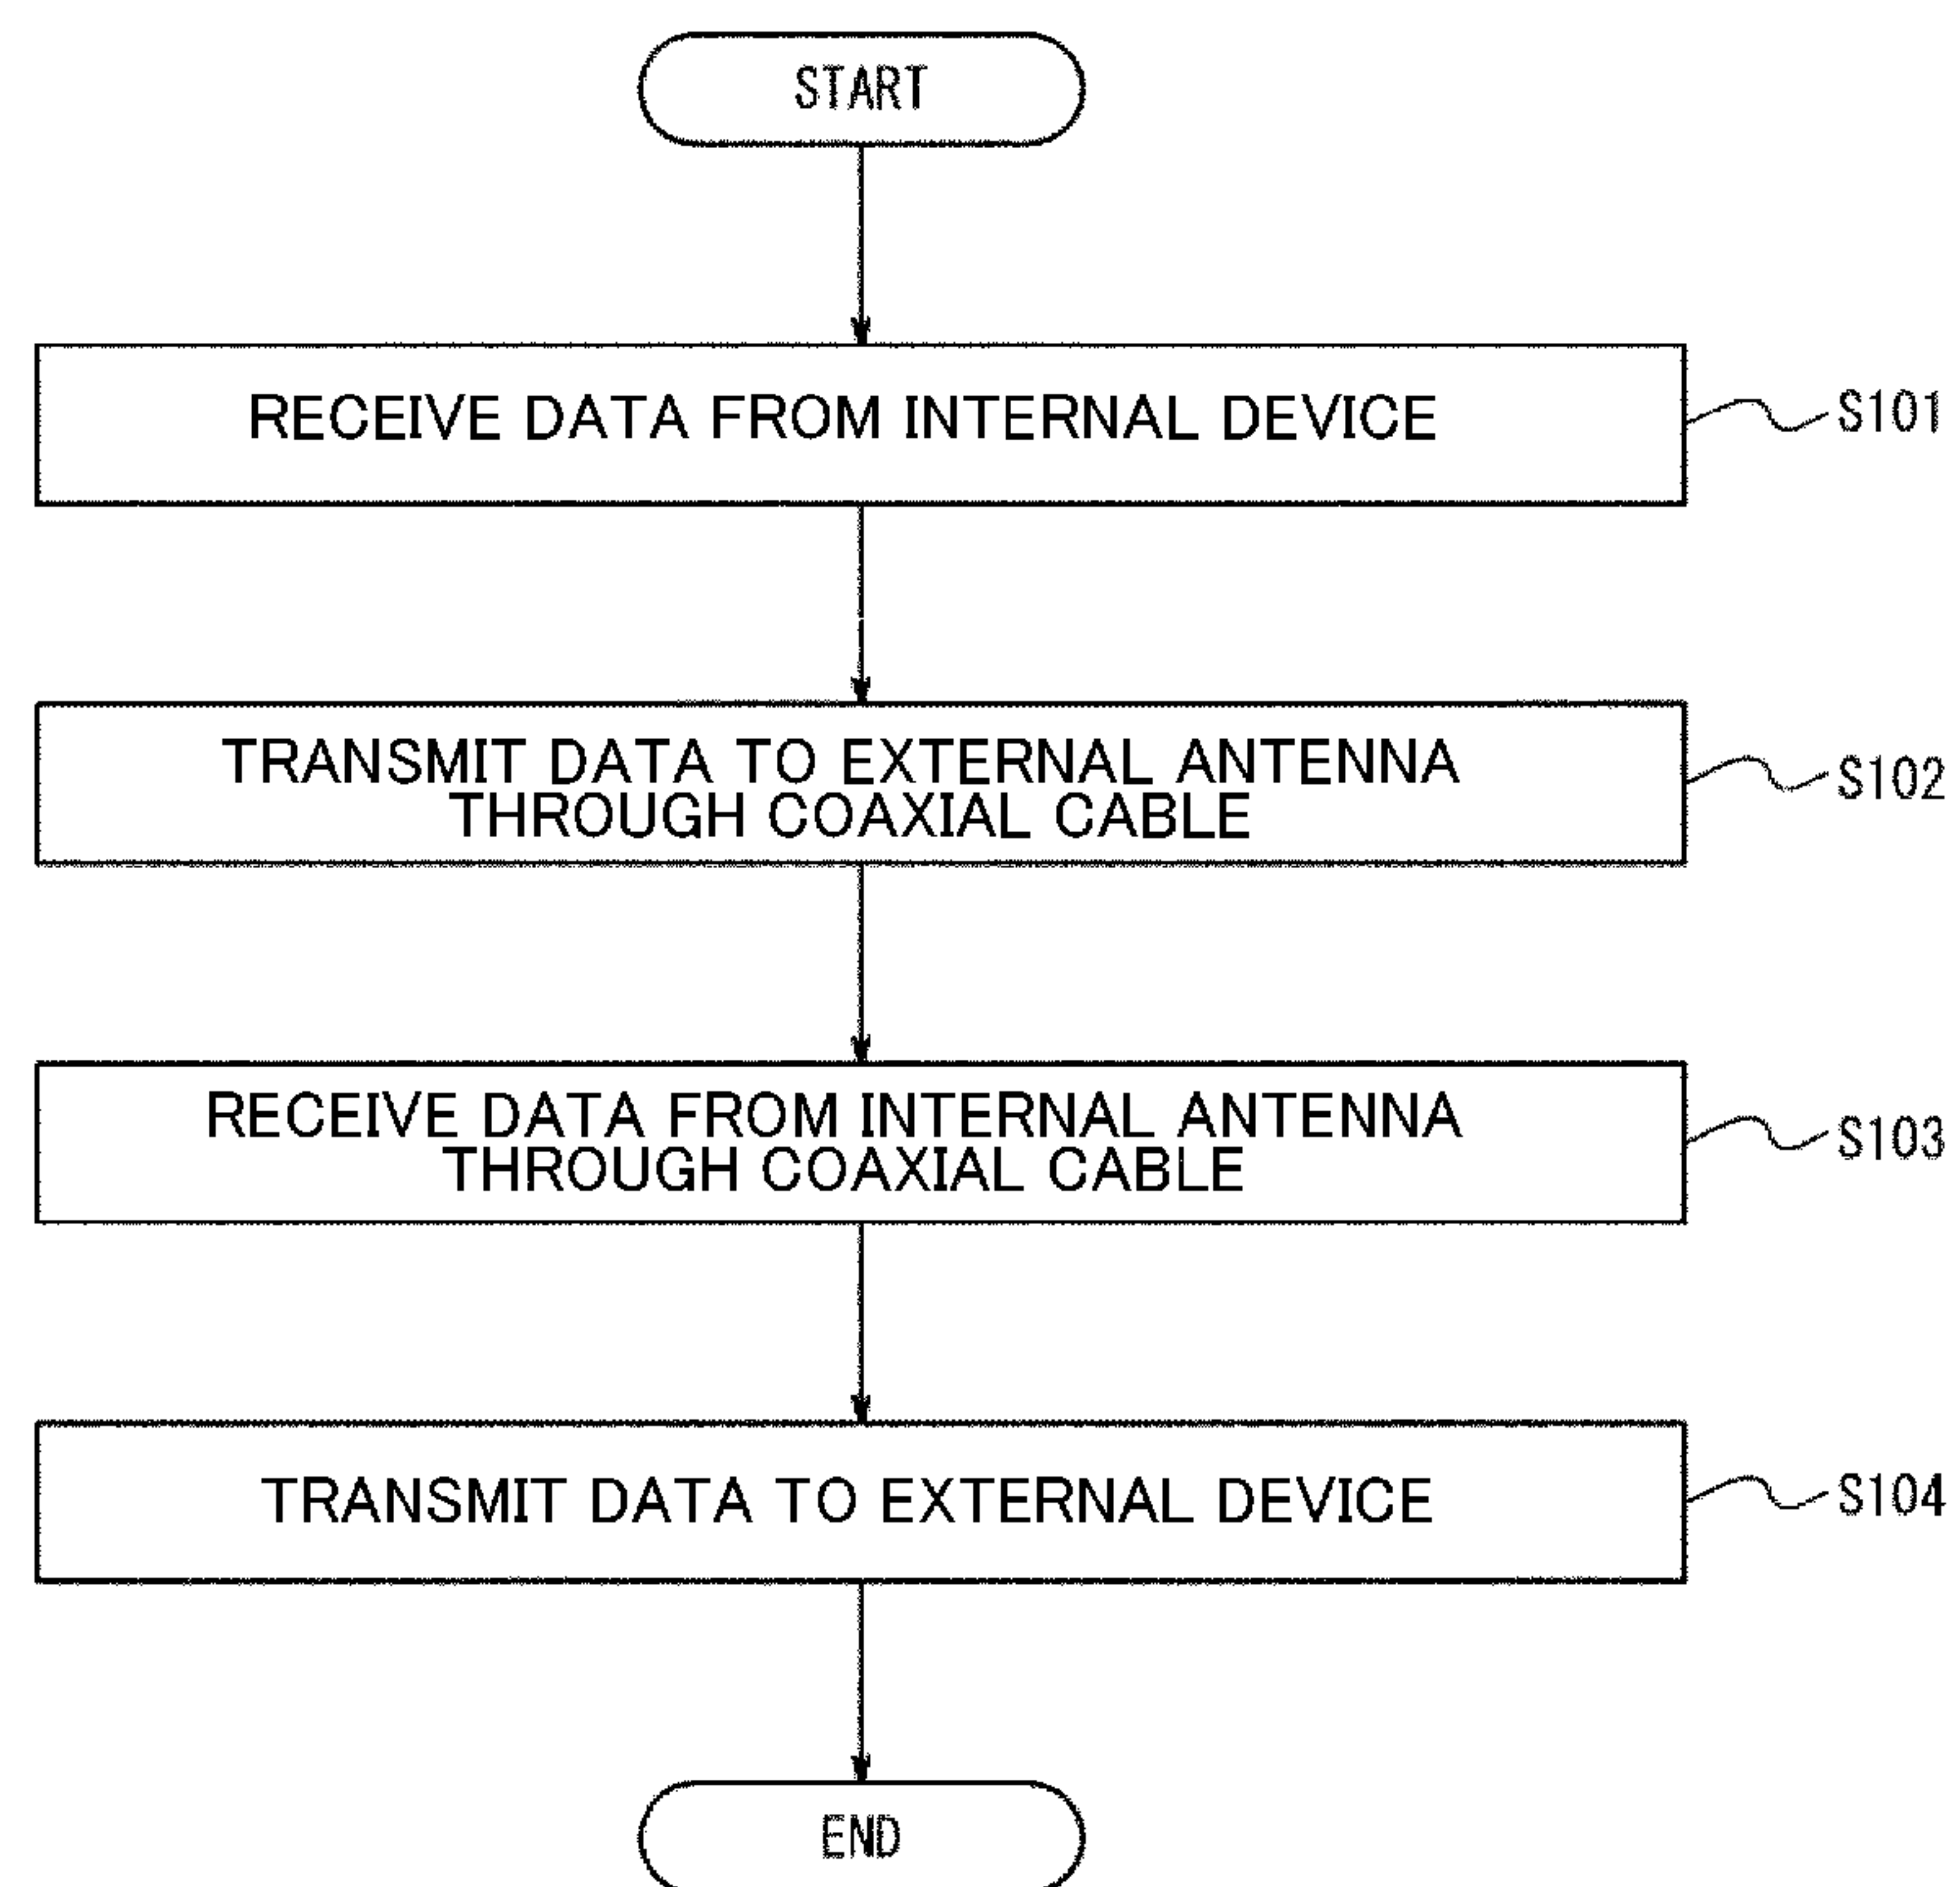 START
RECEIVE DATA FROM INTERNAL DEVICE
S101
TRANSMIT DATA TO EXTERNAL ANTENNA
THROUGH COAXIAL CABLE
S102
RECEIVE DATA FROM INTERNAL ANTENNA
THROUGH COAXIAL CABLE
S103
TRANSMIT DATA TO EXTERNAL DEVICE
S104
END